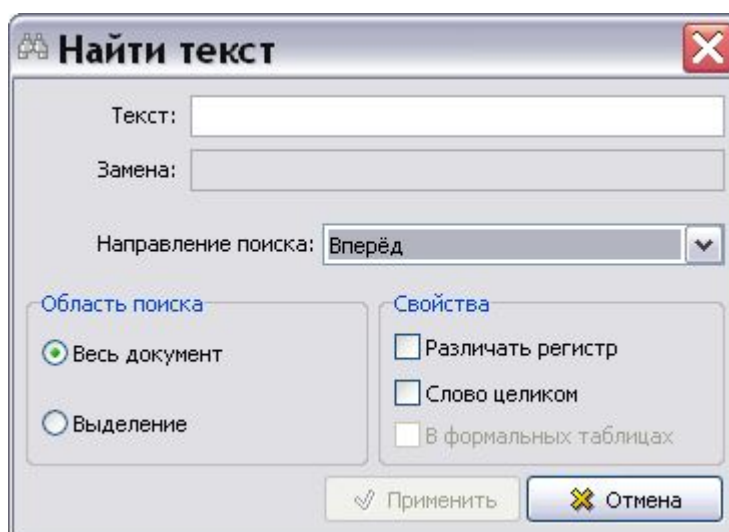 Найти текст
Текст:
Замена:
Направление поиска: Вперёд
Область поиска
Весь документ
Выделение
Свойства
Различать регистр
Слово целиком
В формальных таблицах
Применить
Отмена